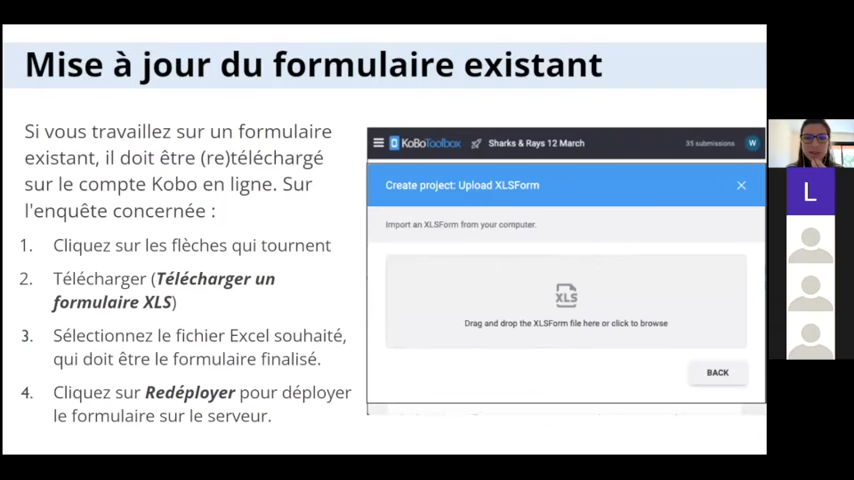 Mise à jour du formulaire existant
Si vous travaillez sur un formulaire
existant, il doit être (re)téléchargé
sur le compte Kobo en ligne. Sur
l'enquête concernée :
1. Cliquez sur les flèches qui tournent
2. Télécharger (Télécharger un
formulaire XLS)
3. Sélectionnez le fichier Excel souhaité,
qui doit être le formulaire finalisé.
4. Cliquez sur Redéployer pour déployer
le formulaire sur le serveur.
KoBoToolbox Sharks & Rays 12 March 35 submissions W
Create project: Upload XLSForm
Import an XLSForm from your computer.
XLS
Drag and drop the XLSForm file here or click to browse
BACK
L